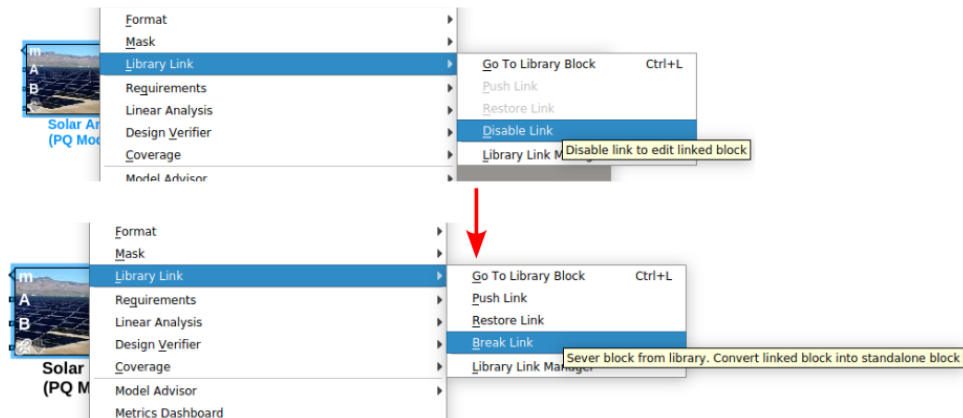 Format
Mask
Library Link
Go To Library Block Ctrl+L
Requirements
Push Link
Linear Analysis
Restore Link
Design Verifier
Disable Link
Coverage
Library Link
Disable link to edit linked block
Model Advisor
m
A
B
Solar
(PQ
Format
Mask
Library Link
Go To Library Block Ctrl+L
Requirements
Push Link
Linear Analysis
Restore Link
Design Verifier
Break Link
Sever block from library. Convert linked block into standalone block
Coverage
Library Link Manager
Model Advisor
Metrics Dashboard
m
A
B
Solar
(PQ